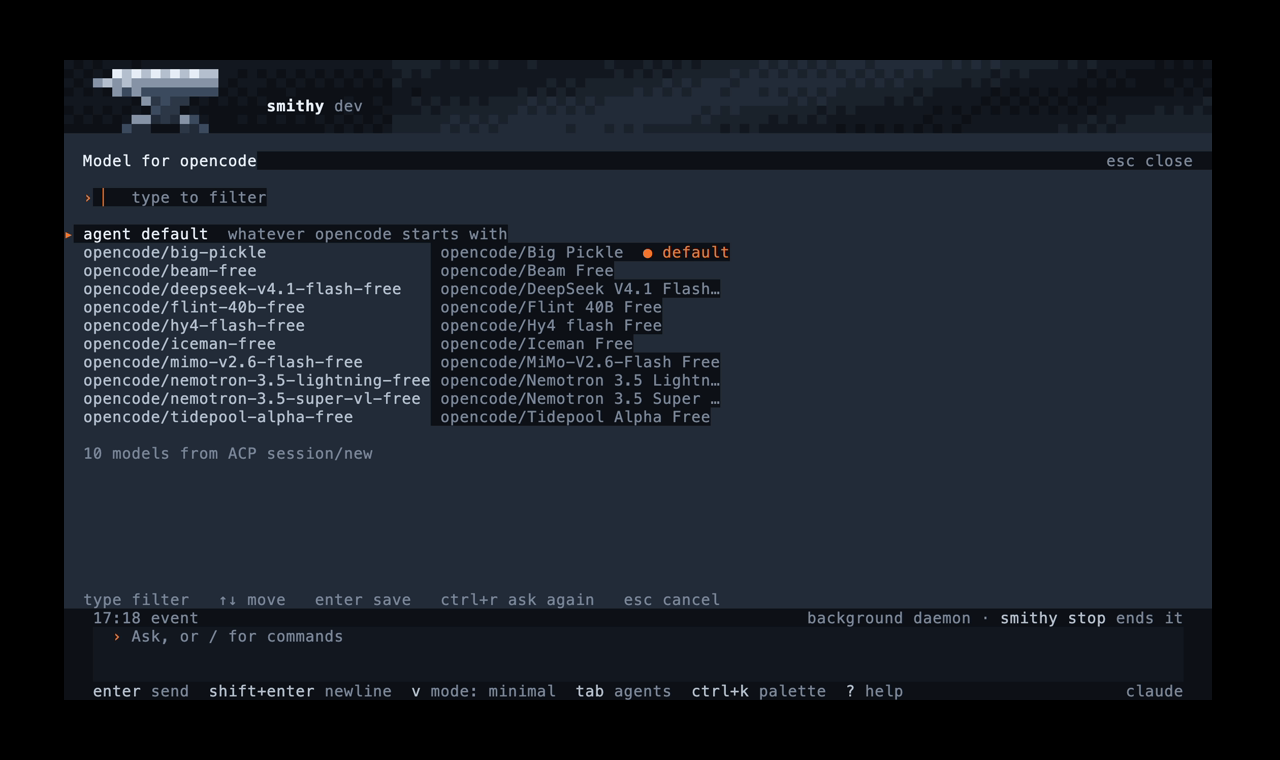 smithy dev
Model for opencode esc close
› type to filter
▸ agent default whatever opencode starts with
opencode/big-pickle opencode/Big Pickle ● default
opencode/beam-free opencode/Beam Free
opencode/deepseek-v4.1-flash-free opencode/DeepSeek V4.1 Flash…
opencode/flint-40b-free opencode/Flint 40B Free
opencode/hy4-flash-free opencode/Hy4 flash Free
opencode/iceman-free opencode/Iceman Free
opencode/mimo-v2.6-flash-free opencode/MiMo-V2.6-Flash Free
opencode/nemotron-3.5-lightning-free opencode/Nemotron 3.5 Lightn…
opencode/nemotron-3.5-super-vl-free opencode/Nemotron 3.5 Super …
opencode/tidepool-alpha-free opencode/Tidepool Alpha Free
10 models from ACP session/new
type filter ↑↓ move enter save ctrl+r ask again esc cancel
17:18 event background daemon · smithy stop ends it
› Ask, or / for commands
enter send shift+enter newline v mode: minimal tab agents ctrl+k palette ? help claude